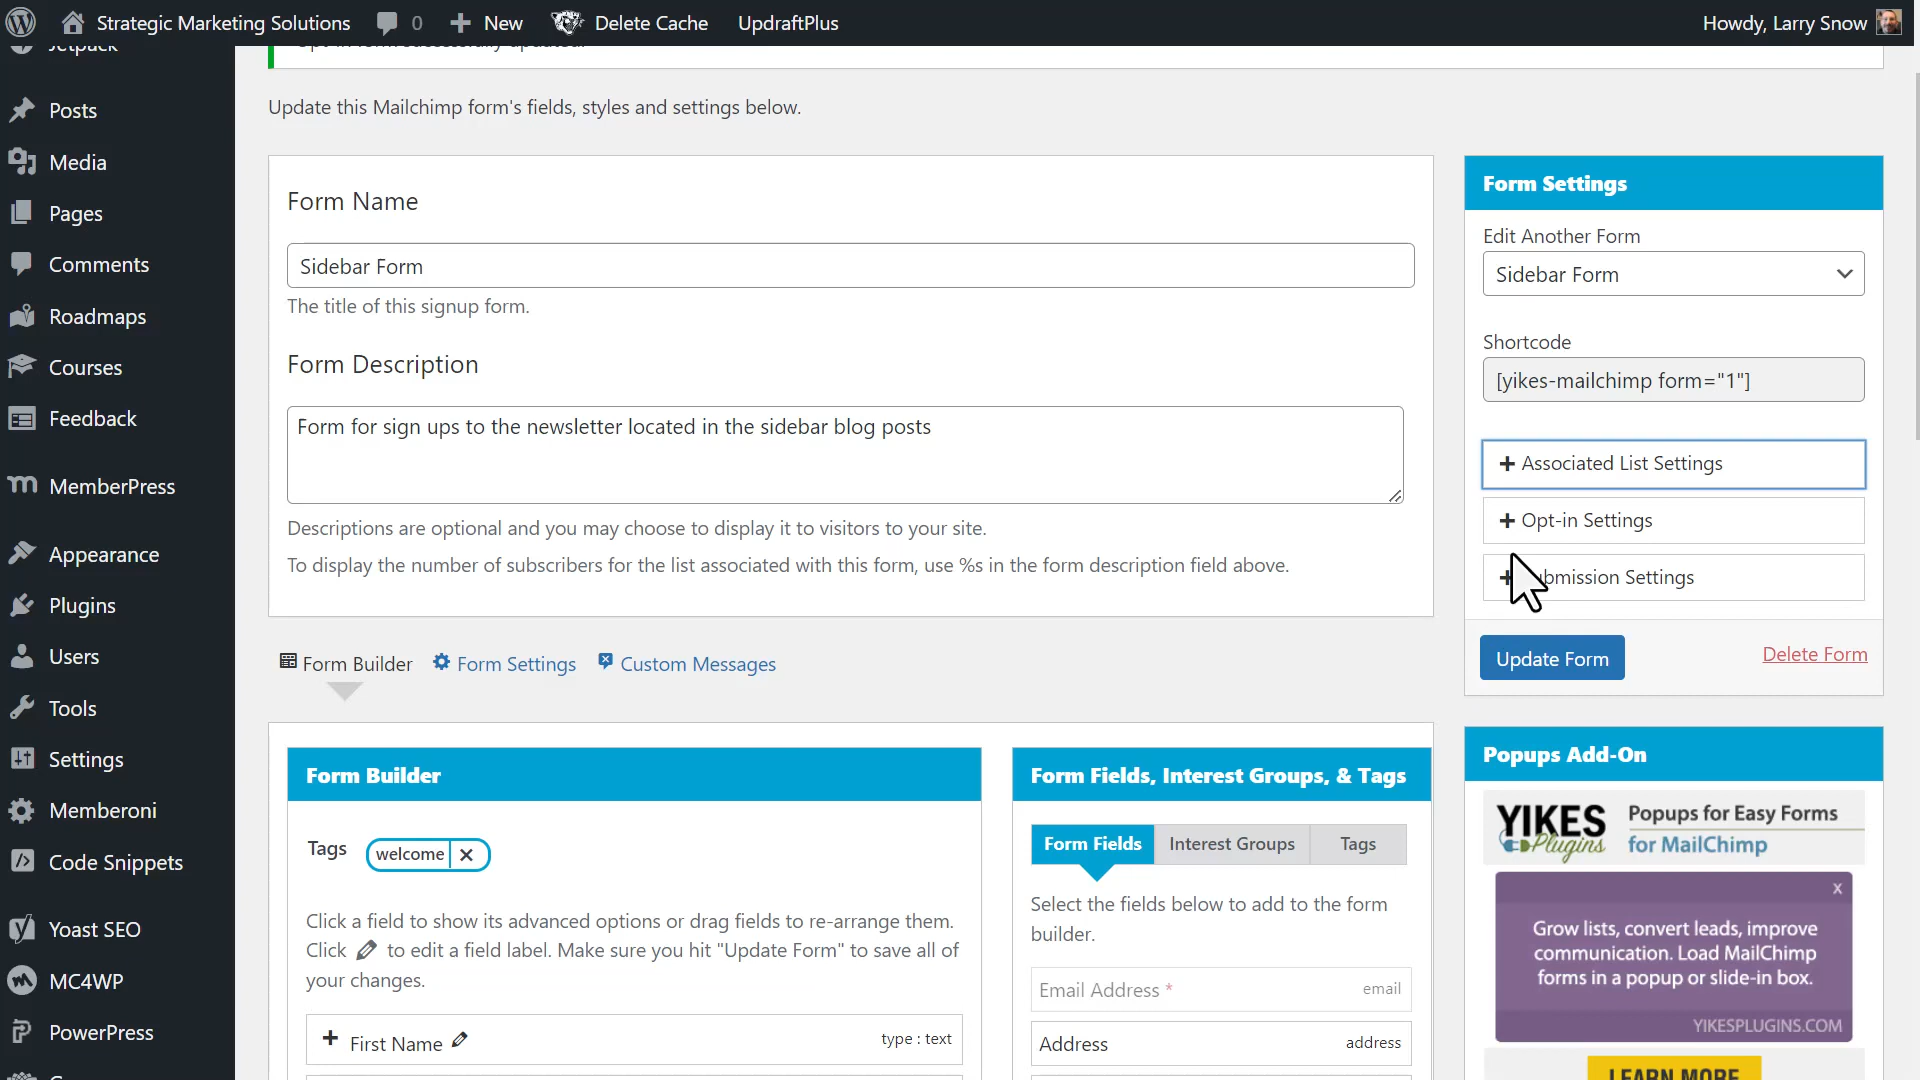 Strategic Marketing Solutions
0
New
Delete Cache
UpdraftPlus
Howdy, Larry Snow
Jetpack
Posts
Media
Pages
Comments
Roadmaps
Courses
Feedback
MemberPress
Appearance
Plugins
Users
Tools
Settings
Memberoni
Code Snippets
Yoast SEO
MC4WP
PowerPress
Opt-in form successfully updated.
Update this Mailchimp form's fields, styles and settings below.
Form Name
Sidebar Form
The title of this signup form.
Form Description
Form for sign ups to the newsletter located in the sidebar blog posts
Descriptions are optional and you may choose to display it to visitors to your site.
To display the number of subscribers for the list associated with this form, use %s in the form description field above.
Form Builder
Form Settings
Custom Messages
Form Builder
Tags
welcome
Click a field to show its advanced options or drag fields to re-arrange them.
Click to edit a field label. Make sure you hit "Update Form" to save all of
your changes.
First Name
type : text
Form Fields, Interest Groups, & Tags
Form Fields
Interest Groups
Tags
Select the fields below to add to the form
builder.
Email Address *
email
Address
address
Form Settings
Edit Another Form
Sidebar Form
Shortcode
[yikes-mailchimp form="1"]
+ Associated List Settings
+ Opt-in Settings
+ bmission Settings
Update Form
Delete Form
Popups Add-On
YIKES
Plugins
Popups for Easy Forms
for MailChimp
x
Grow lists, convert leads, improve
communication. Load MailChimp
forms in a popup or slide-in box.
YIKESPLUGINS.COM
LEARN MORE